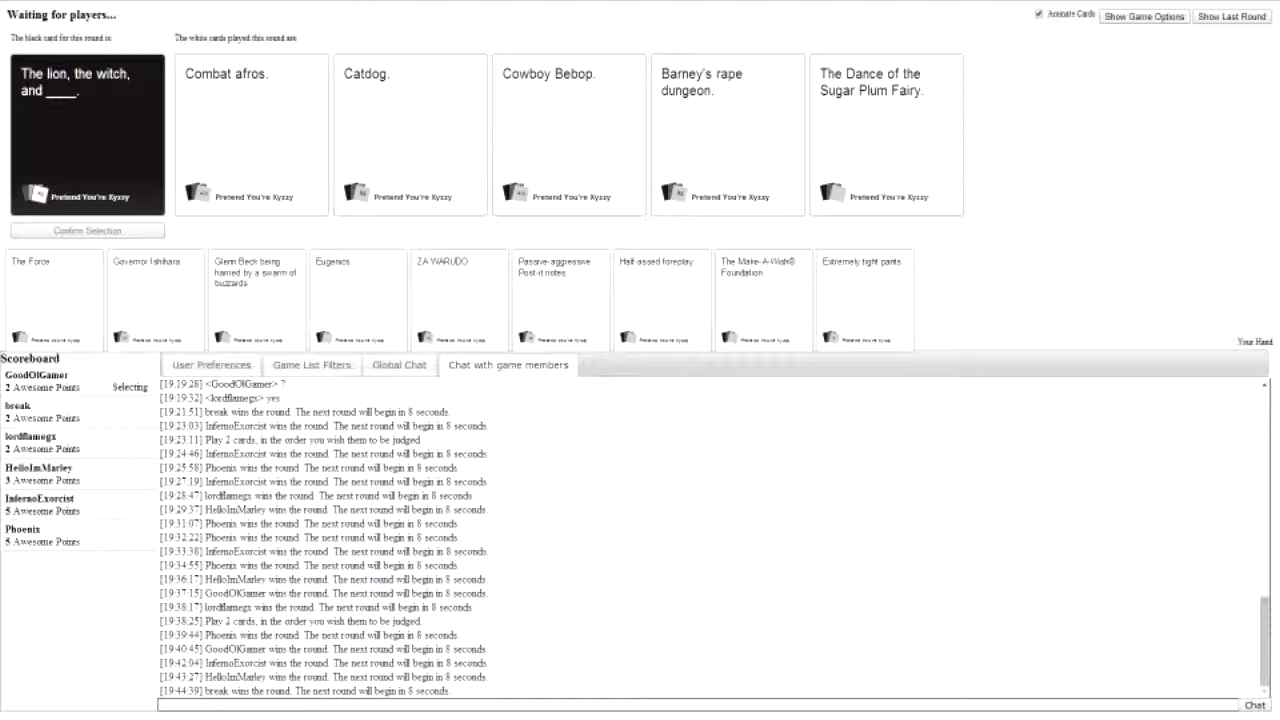 Waiting for players...
Animate Cards
Show Game Options
Show Last Round
The black card for this round is:
The white cards played this round are:
The lion, the witch,
and ____.
Pretend You're Xyzzy
Combat afros.
Pretend You're Xyzzy
Catdog.
Pretend You're Xyzzy
Cowboy Bebop.
Pretend You're Xyzzy
Barney's rape
dungeon.
Pretend You're Xyzzy
The Dance of the
Sugar Plum Fairy.
Pretend You're Xyzzy
Confirm Selection
The Force
Governor Ishihara
Glenn Beck being
harried by a swarm of
buzzards
Eugenics
ZA WARUDO
Passive-aggressive
Post-it notes
Half-assed foreplay
The Make-A-Wish®
Foundation
Extremely tight pants
Your Hand
Scoreboard
GoodOlGamer
2 Awesome Points
Selecting
break
2 Awesome Points
lordflamegx
2 Awesome Points
HelloImMarley
3 Awesome Points
InfernoExorcist
5 Awesome Points
Phoenix
5 Awesome Points
User Preferences
Game List Filters
Global Chat
Chat with game members
[19:19:28] <GoodOlGamer> ?
[19:19:32] <lordflamegx> yes
[19:21:51] break wins the round. The next round will begin in 8 seconds.
[19:23:03] InfernoExorcist wins the round. The next round will begin in 8 seconds.
[19:23:11] Play 2 cards, in the order you wish them to be judged.
[19:24:46] InfernoExorcist wins the round. The next round will begin in 8 seconds.
[19:25:58] Phoenix wins the round. The next round will begin in 8 seconds.
[19:27:19] InfernoExorcist wins the round. The next round will begin in 8 seconds.
[19:28:47] lordflamegx wins the round. The next round will begin in 8 seconds.
[19:29:37] HelloImMarley wins the round. The next round will begin in 8 seconds.
[19:31:07] Phoenix wins the round. The next round will begin in 8 seconds.
[19:32:22] Phoenix wins the round. The next round will begin in 8 seconds.
[19:33:38] InfernoExorcist wins the round. The next round will begin in 8 seconds.
[19:34:55] Phoenix wins the round. The next round will begin in 8 seconds.
[19:36:17] HelloImMarley wins the round. The next round will begin in 8 seconds.
[19:37:15] GoodOlGamer wins the round. The next round will begin in 8 seconds.
[19:38:17] lordflamegx wins the round. The next round will begin in 8 seconds.
[19:38:25] Play 2 cards, in the order you wish them to be judged.
[19:39:44] Phoenix wins the round. The next round will begin in 8 seconds.
[19:40:45] GoodOlGamer wins the round. The next round will begin in 8 seconds.
[19:42:04] InfernoExorcist wins the round. The next round will begin in 8 seconds.
[19:43:27] HelloImMarley wins the round. The next round will begin in 8 seconds.
[19:44:39] break wins the round. The next round will begin in 8 seconds.
Chat